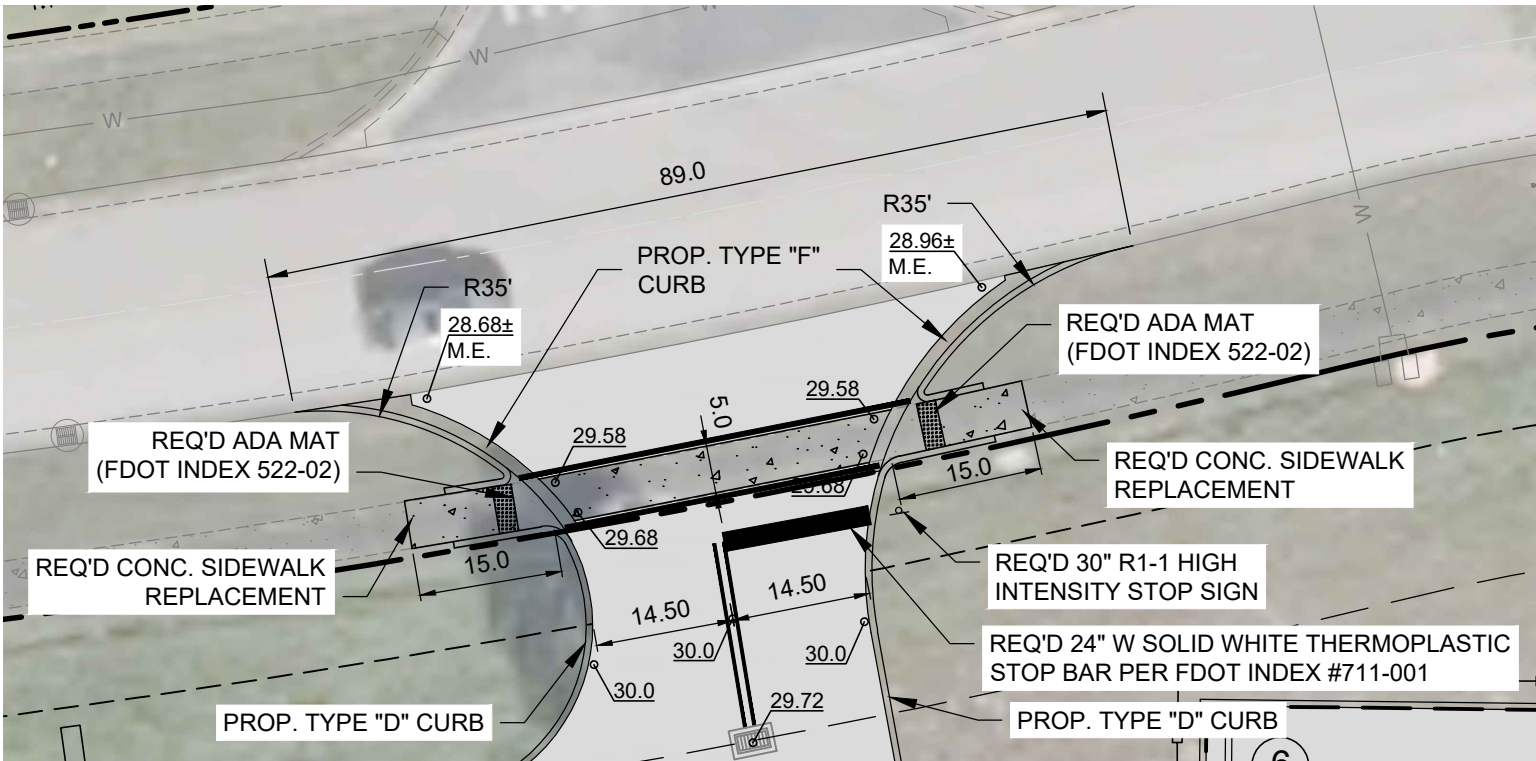 W
W
W
89.0
R35'
28.96±
M.E.
PROP. TYPE "F"
CURB
R35'
28.68±
M.E.
W
REQ'D ADA MAT
(FDOT INDEX 522-02)
29.58
5.0
REQ'D ADA MAT
(FDOT INDEX 522-02)
29.58
REQ'D CONC. SIDEWALK
REPLACEMENT
15.0
29.68
29.68
REQ'D CONC. SIDEWALK
REPLACEMENT
15.0
REQ'D 30" R1-1 HIGH
INTENSITY STOP SIGN
14.50
14.50
REQ'D 24" W SOLID WHITE THERMOPLASTIC
STOP BAR PER FDOT INDEX #711-001
30.0
30.0
30.0
29.72
PROP. TYPE "D" CURB
PROP. TYPE "D" CURB
6